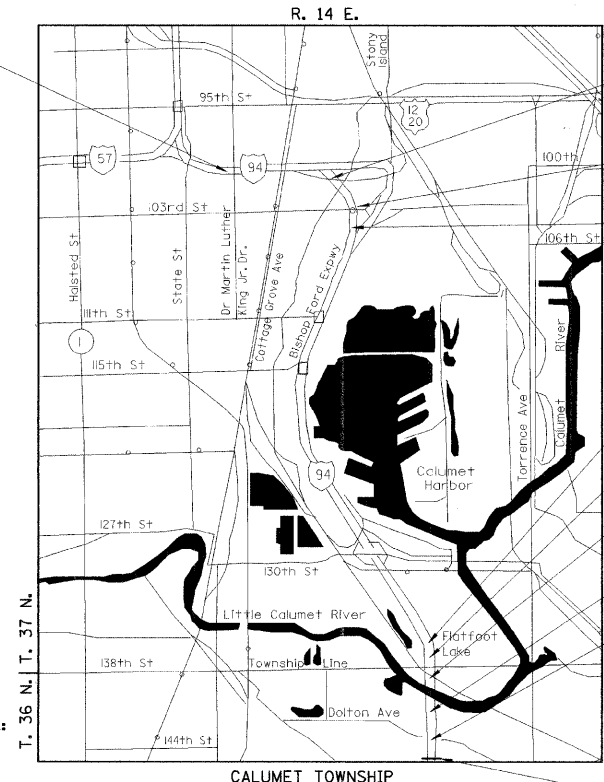 R. 14 E.
Stony
Island
95th St
12
20
57
94
100th
103rd St
106th St
Halsted St
State St
Dr Martin Luther
King Jr. Dr.
Cottage Grove Ave
Bishop Ford Expwy
111th St
1
115th St
River
Calumet
Torrence Ave
94
Calumet
Harbor
127th St
130th St
Little Calumet River
Flatfoot
Lake
T. 36 N. T. 37 N.
138th St
Township Line
Dolton Ave
144th St
CALUMET TOWNSHIP